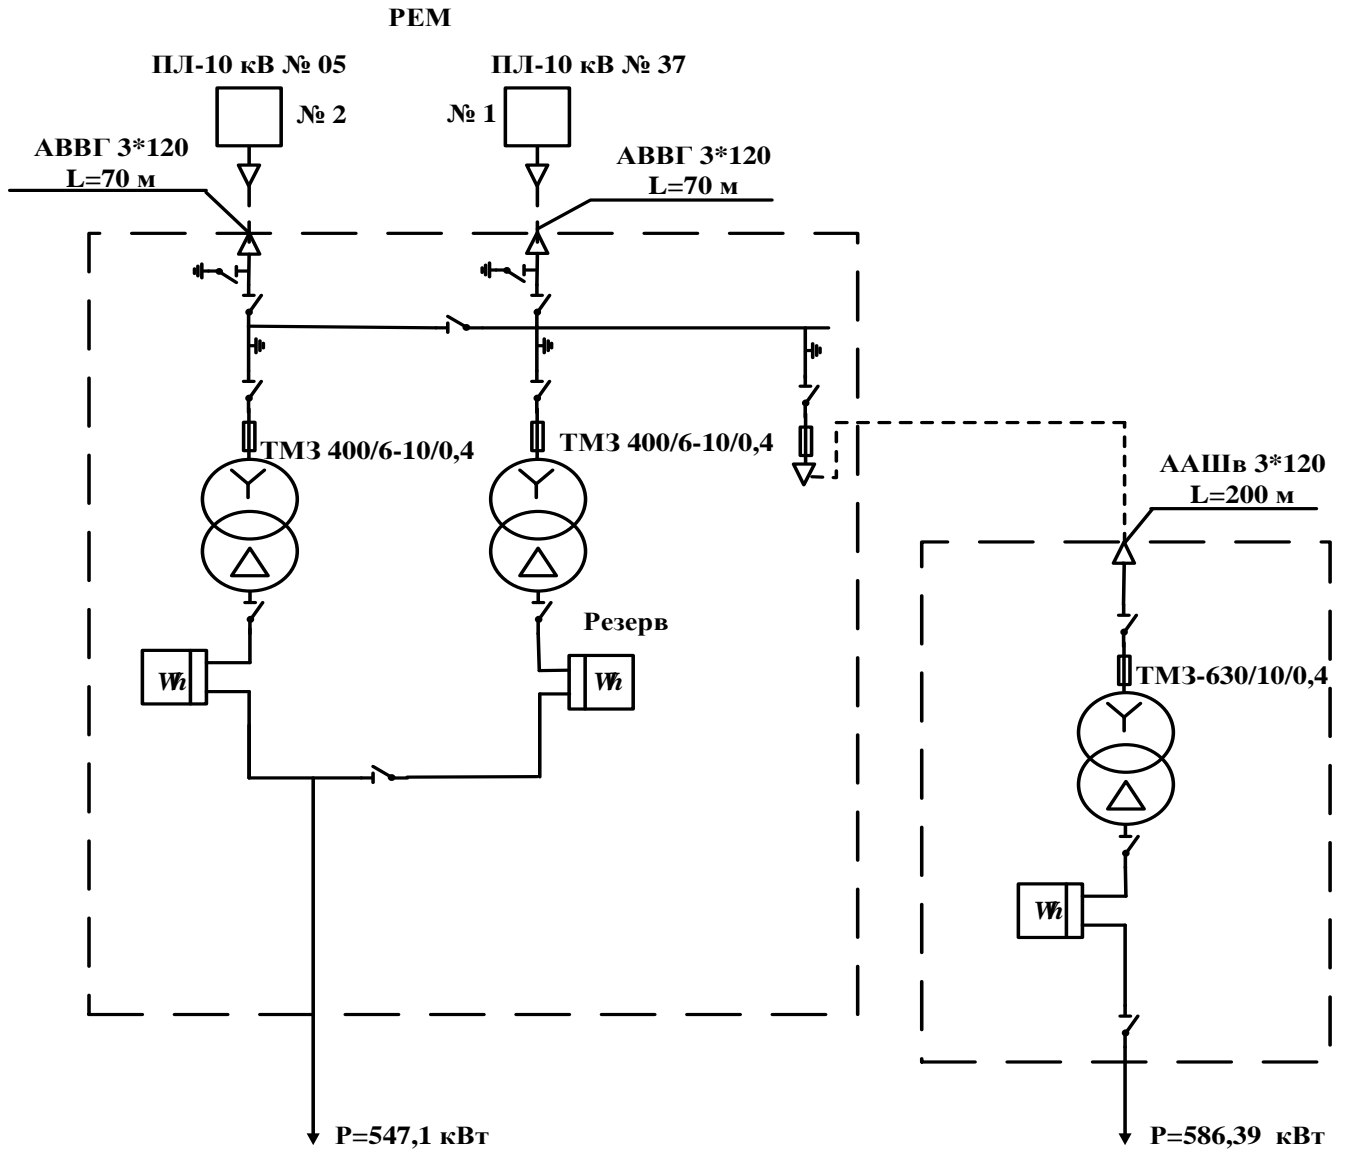 РЕМ
ПЛ-10 кВ № 05
ПЛ-10 кВ № 37
№ 2
№ 1
АВВГ 3*120
L=70 м
АВВГ 3*120
L=70 м
ТМЗ 400/6-10/0,4
ТМЗ 400/6-10/0,4
ААШв 3*120
L=200 м
Резерв
Wh
Wh
ТМЗ-630/10/0,4
Wh
Р=547,1 кВт
Р=586,39 кВт